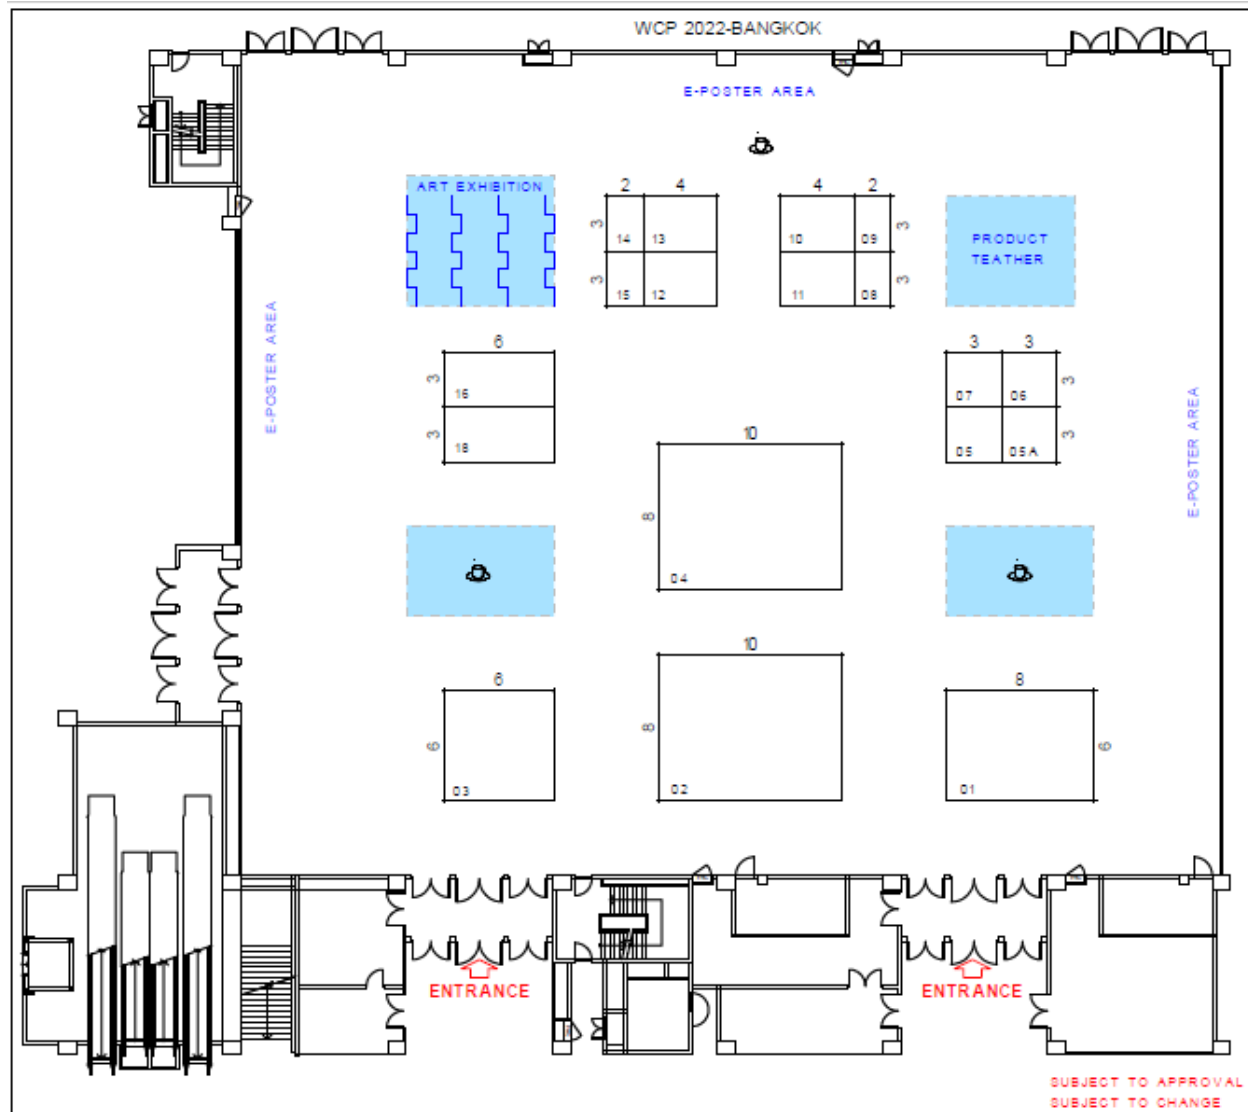 WCP 2022-BANGKOK
E-POSTER AREA
ART EXHIBITION
2 4 4 2
3 14 13 10 09 3
PRODUCT
TEATHER
3 15 12 11 08 3
E-POSTER AREA
6 3 3
3 16 07 06 3
E-POSTER AREA
3 18 05 05A 3
10
8
04
10
6 8
8
6 6
03 02 01
ENTRANCE ENTRANCE
SUBJECT TO APPROVAL
SUBJECT TO CHANGE